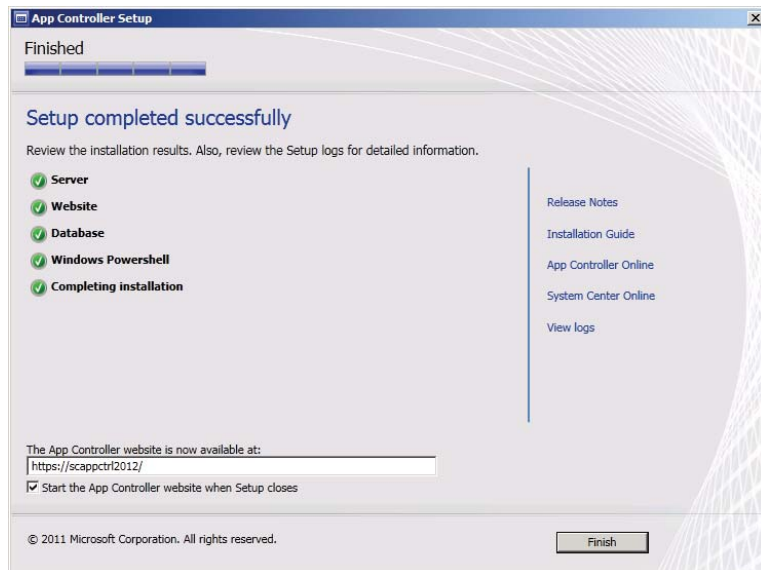 App Controller Setup
Finished
Setup completed successfully
Review the installation results. Also, review the Setup logs for detailed information.
Server
Website
Database
Windows Powershell
Completing installation
Release Notes
Installation Guide
App Controller Online
System Center Online
View logs
The App Controller website is now available at:
https://scappctrl2012/
Start the App Controller website when Setup closes
© 2011 Microsoft Corporation. All rights reserved.
Finish